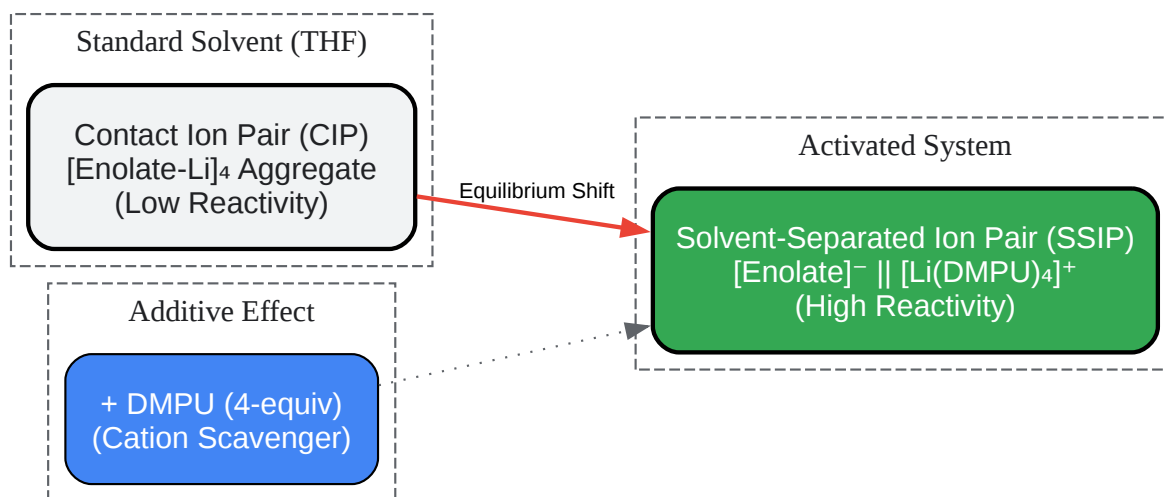 Standard Solvent (THF)
Contact Ion Pair (CIP)
[Enolate-Li]₄ Aggregate
(Low Reactivity)
Equilibrium Shift
Activated System
Solvent-Separated Ion Pair (SSIP)
[Enolate]⁻ || [Li(DMPU)₄]⁺
(High Reactivity)
Additive Effect
+ DMPU (4-equiv)
(Cation Scavenger)